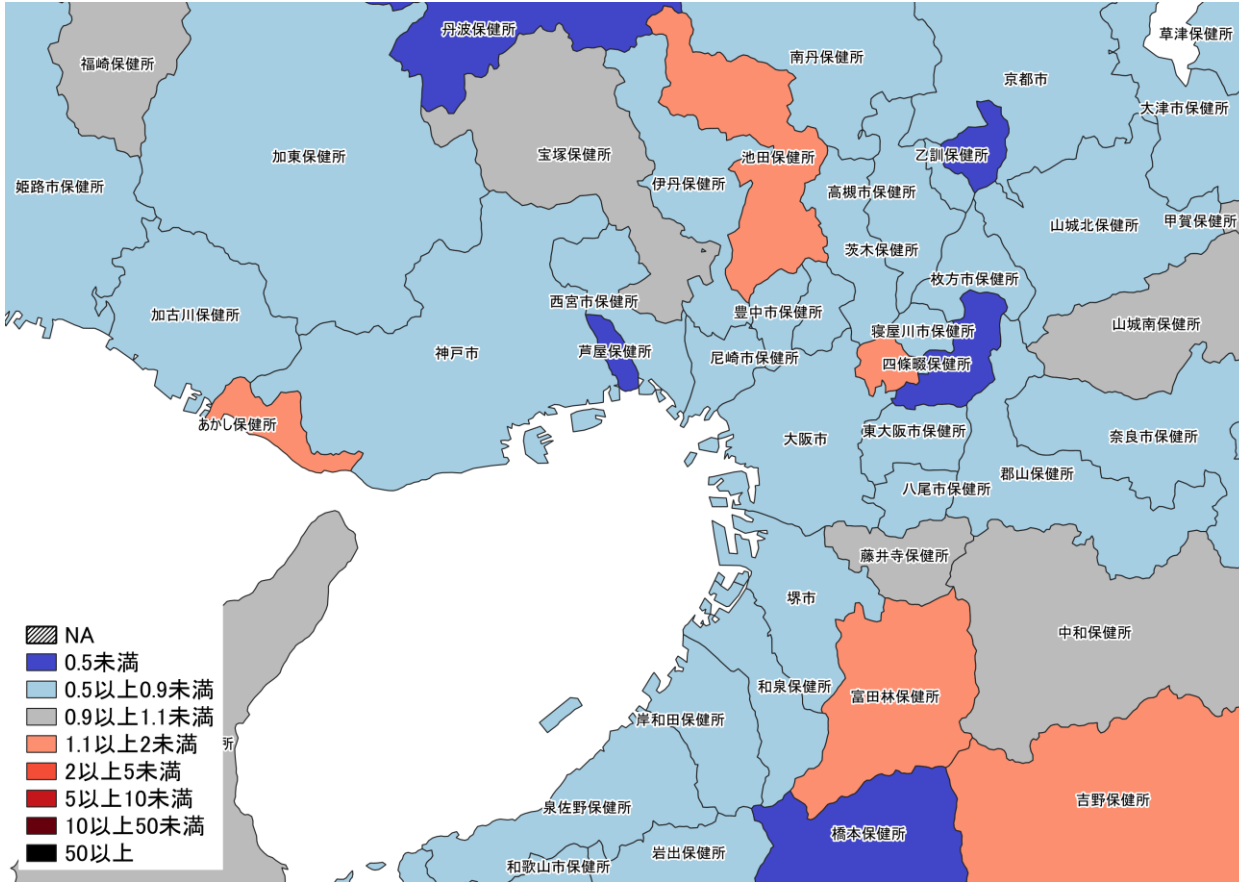 丹波保健所
草津保健所
福崎保健所
南丹保健所
京都市
大津市保健所
加東保健所
宝塚保健所
池田保健所
乙訓保健所
姫路市保健所
伊丹保健所
高槻市保健所
山城北保健所
甲賀保健所
茨木保健所
枚方市保健所
西宮市保健所
豊中市保健所
加古川保健所
寝屋川市保健所
山城南保健所
神戸市
芦屋保健所
尼崎市保健所
四條畷保健所
あかし保健所
大阪市
東大阪市保健所
奈良市保健所
郡山保健所
八尾市保健所
藤井寺保健所
堺市
中和保健所
和泉保健所
富田林保健所
岸和田保健所
所
泉佐野保健所
吉野保健所
橋本保健所
岩出保健所
和歌山市保健所
NA
0.5未満
0.5以上0.9未満
0.9以上1.1未満
1.1以上2未満
2以上5未満
5以上10未満
10以上50未満
50以上